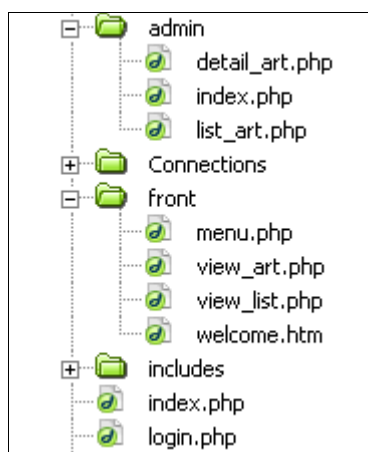 admin
detail_art.php
index.php
list_art.php
Connections
front
menu.php
view_art.php
view_list.php
welcome.htm
includes
index.php
login.php